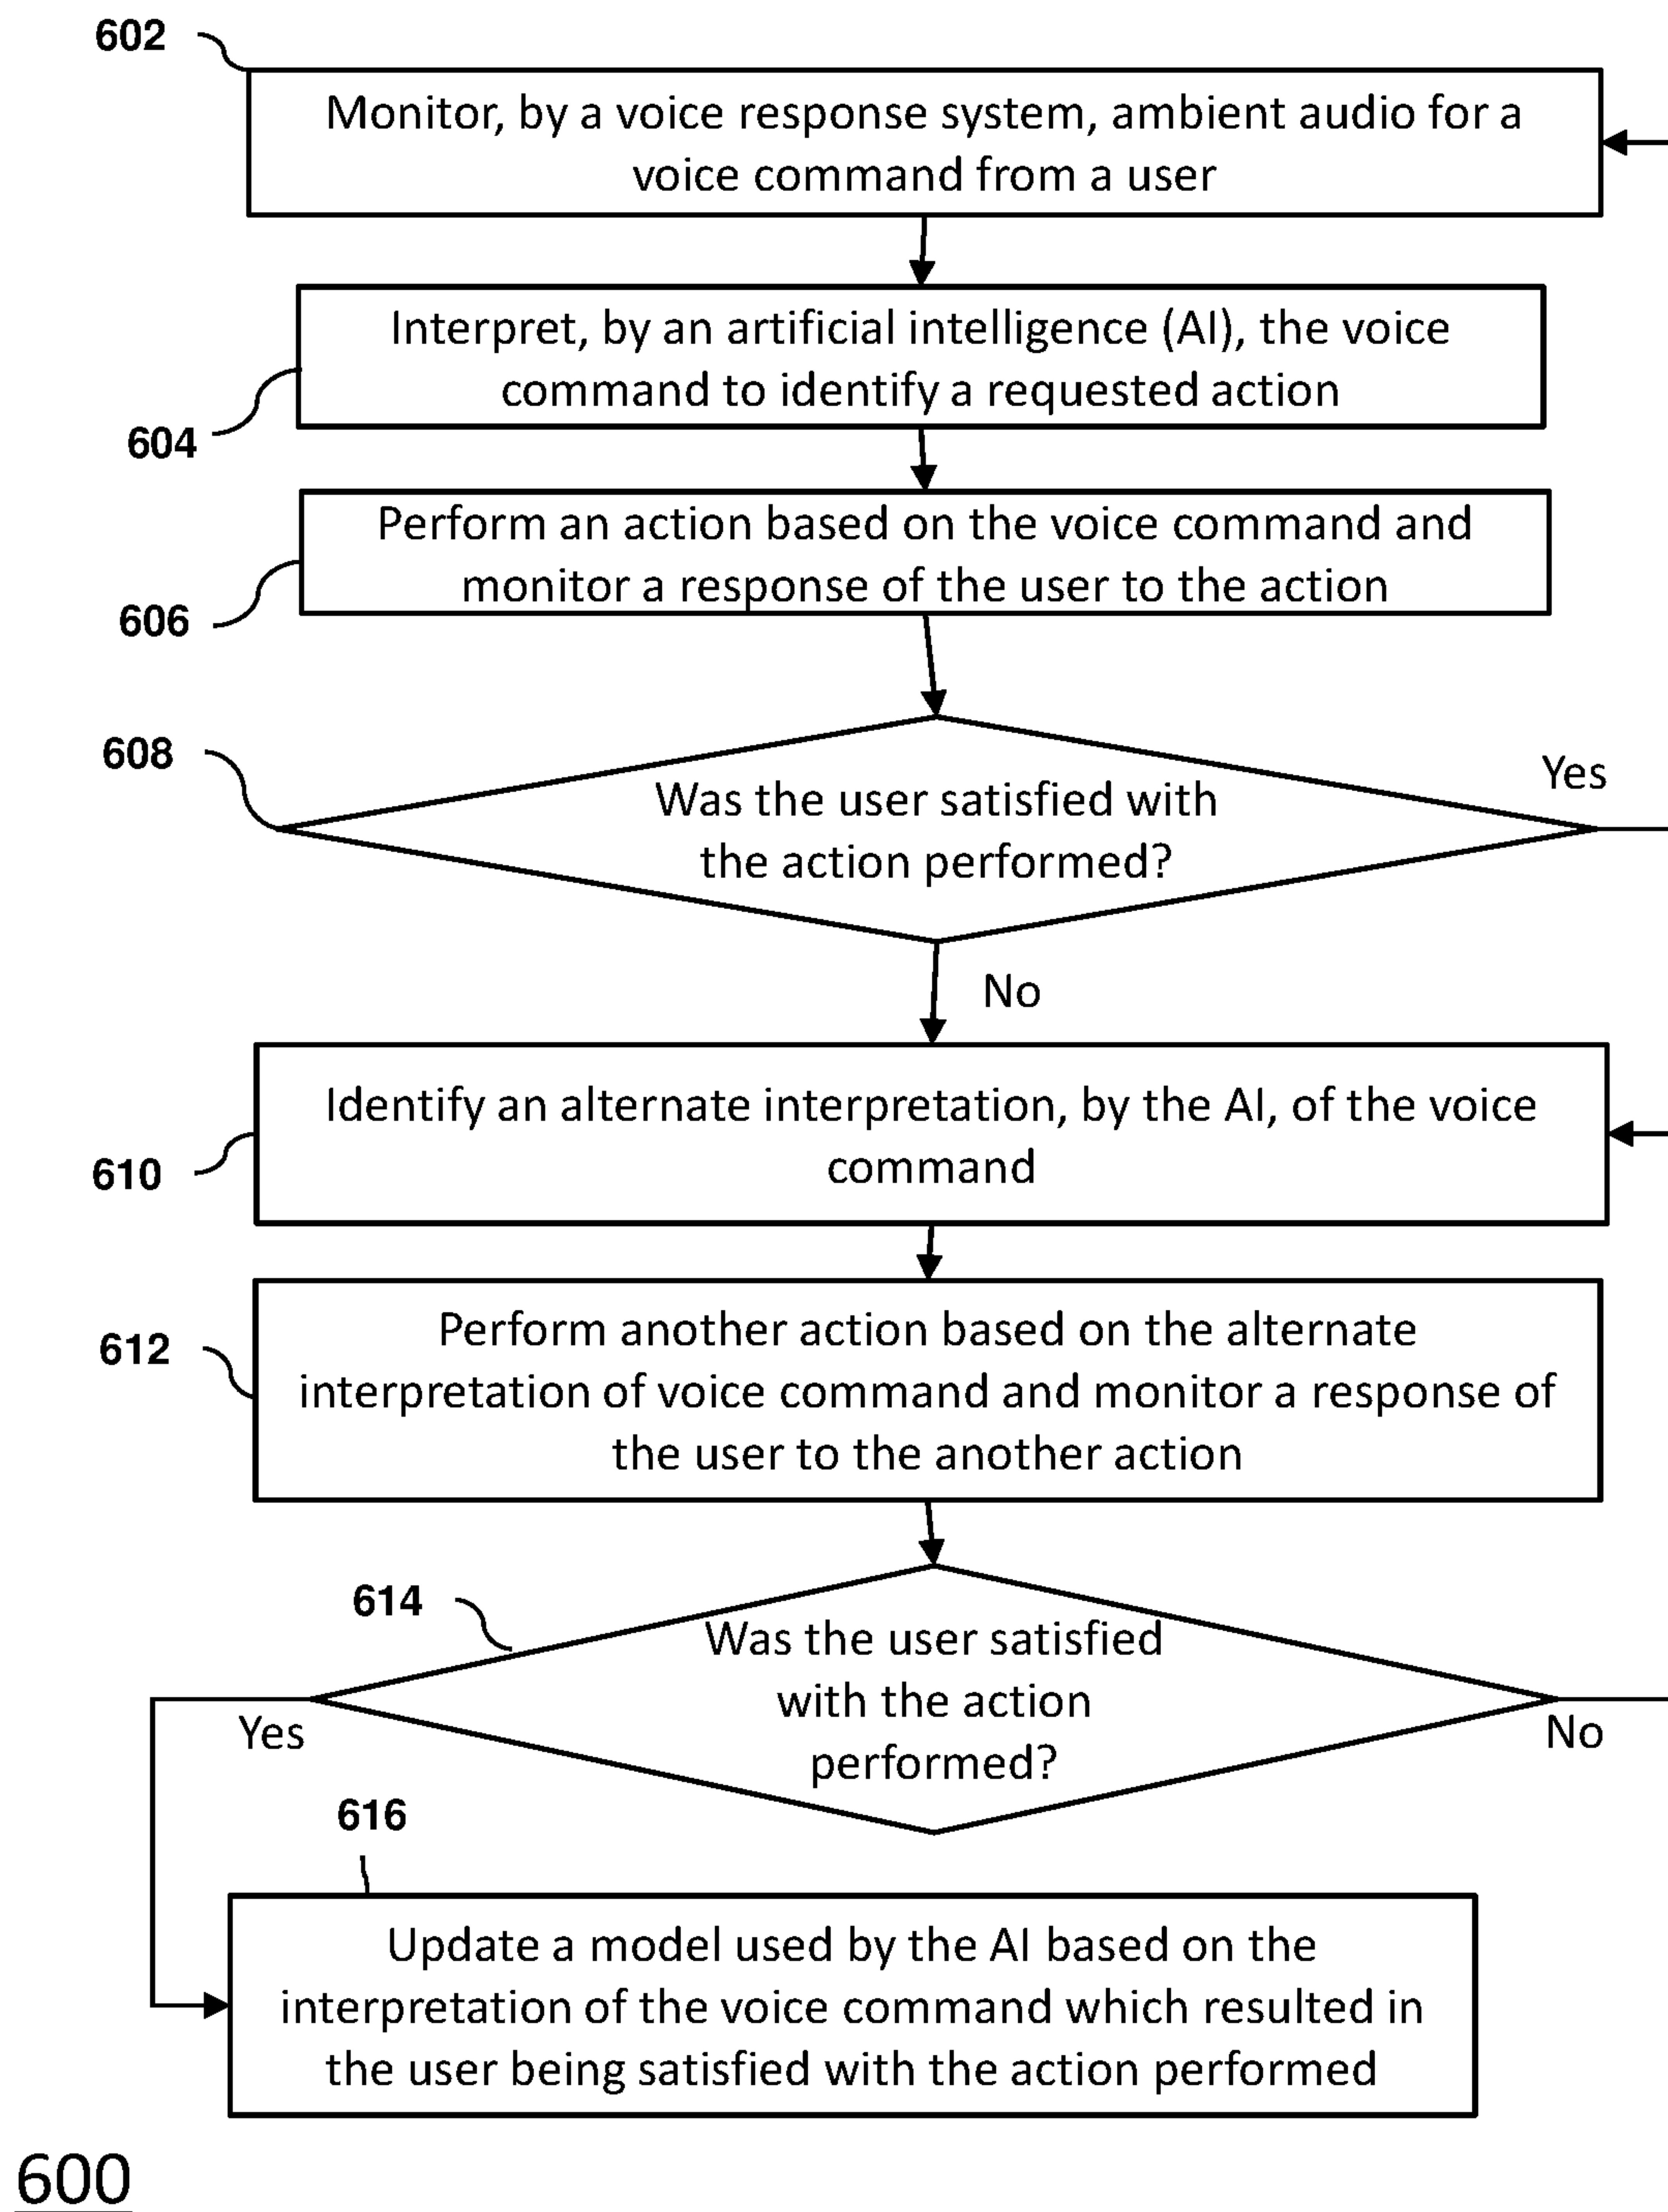 602
Monitor, by a voice response system, ambient audio for a
voice command from a user
Interpret, by an artificial intelligence (AI), the voice
command to identify a requested action
604
Perform an action based on the voice command and
monitor a response of the user to the action
606
608
Yes
Was the user satisfied with
the action performed?
No
Identify an alternate interpretation, by the AI, of the voice
command
610
Perform another action based on the alternate
interpretation of voice command and monitor a response of
the user to the another action
612
614
Was the user satisfied
with the action
performed?
Yes
No
616
Update a model used by the AI based on the
interpretation of the voice command which resulted in
the user being satisfied with the action performed
600